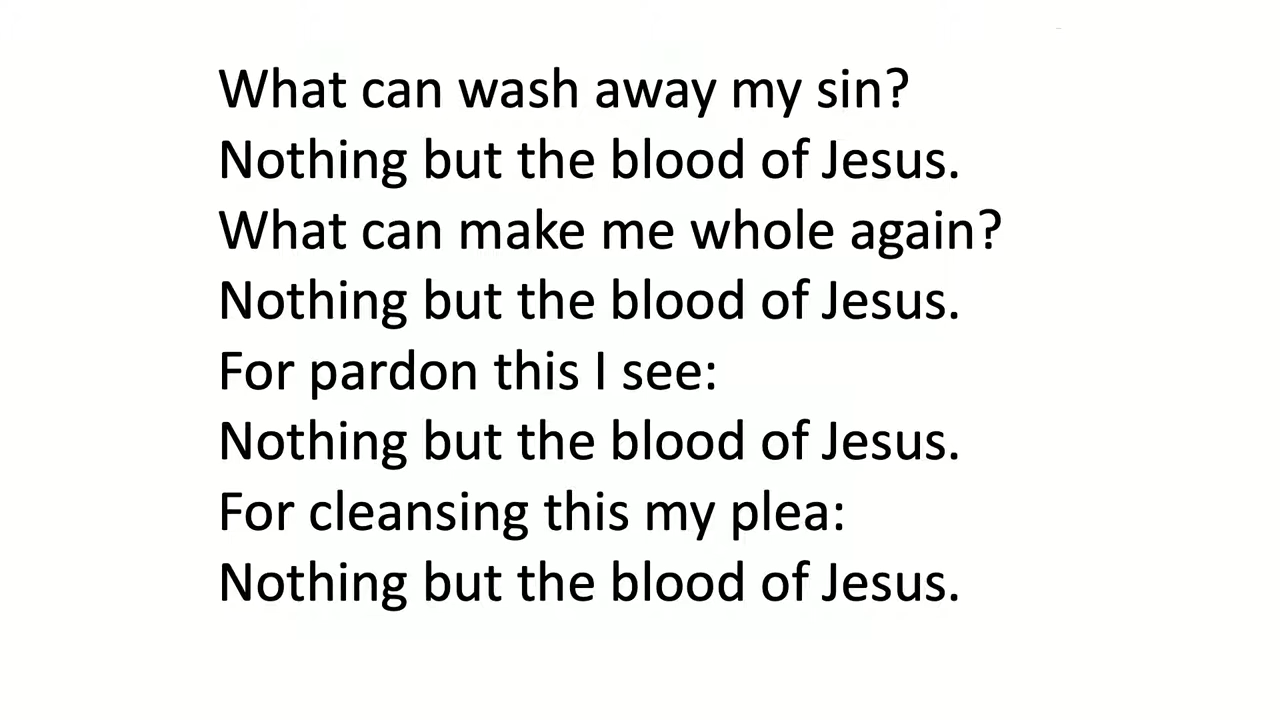 What can wash away my sin?
Nothing but the blood of Jesus.
What can make me whole again?
Nothing but the blood of Jesus.
For pardon this I see:
Nothing but the blood of Jesus.
For cleansing this my plea:
Nothing but the blood of Jesus.